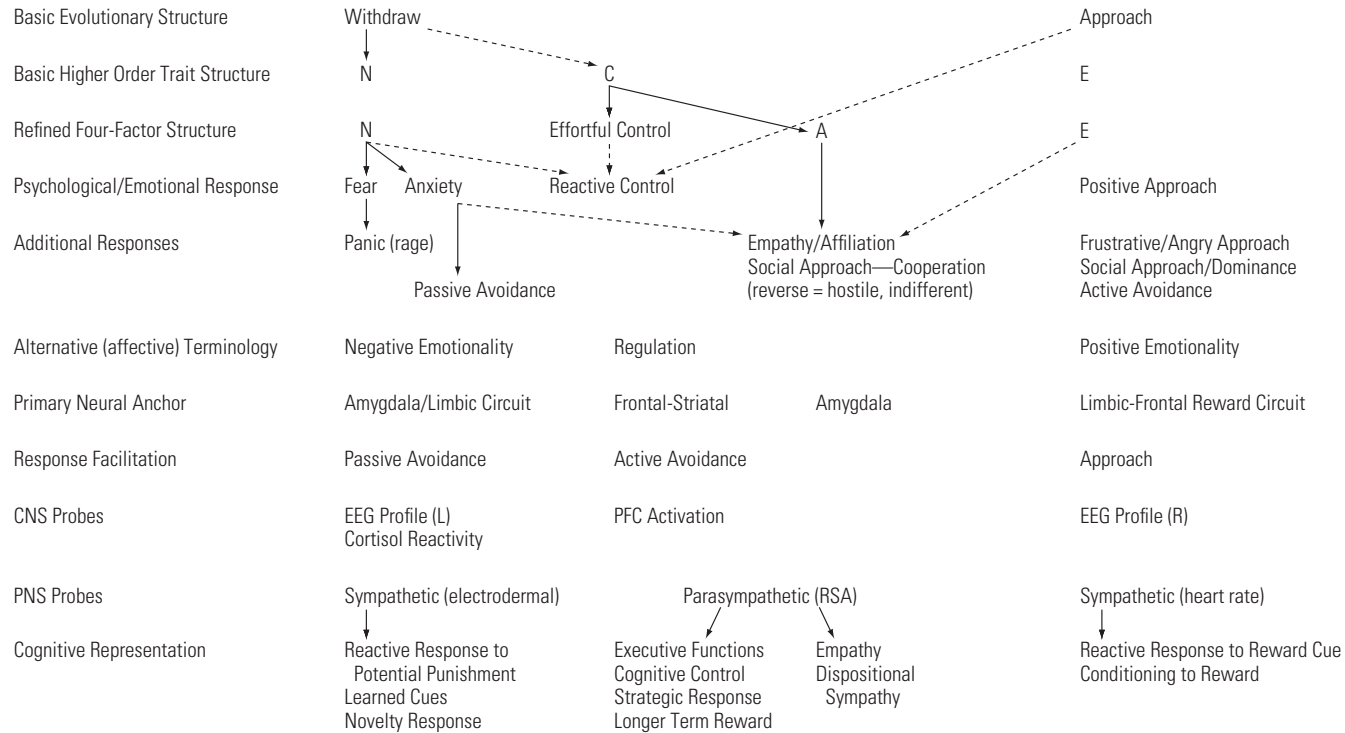 Basic Evolutionary Structure Withdraw Approach
Basic Higher Order Trait Structure N C E
Refined Four-Factor Structure N Effortful Control A E
Psychological/Emotional Response Fear Anxiety Reactive Control Positive Approach
Additional Responses Panic (rage) Empathy/Affiliation Frustrative/Angry Approach
Social Approach—Cooperation Social Approach/Dominance
Passive Avoidance (reverse = hostile, indifferent) Active Avoidance
Alternative (affective) Terminology Negative Emotionality Regulation Positive Emotionality
Primary Neural Anchor Amygdala/Limbic Circuit Frontal-Striatal Amygdala Limbic-Frontal Reward Circuit
Response Facilitation Passive Avoidance Active Avoidance Approach
CNS Probes EEG Profile (L) PFC Activation EEG Profile (R)
Cortisol Reactivity
PNS Probes Sympathetic (electrodermal) Parasympathetic (RSA) Sympathetic (heart rate)
Cognitive Representation Reactive Response to Executive Functions Empathy Reactive Response to Reward Cue
Potential Punishment Cognitive Control Dispositional Conditioning to Reward
Learned Cues Strategic Response Sympathy
Novelty Response Longer Term Reward